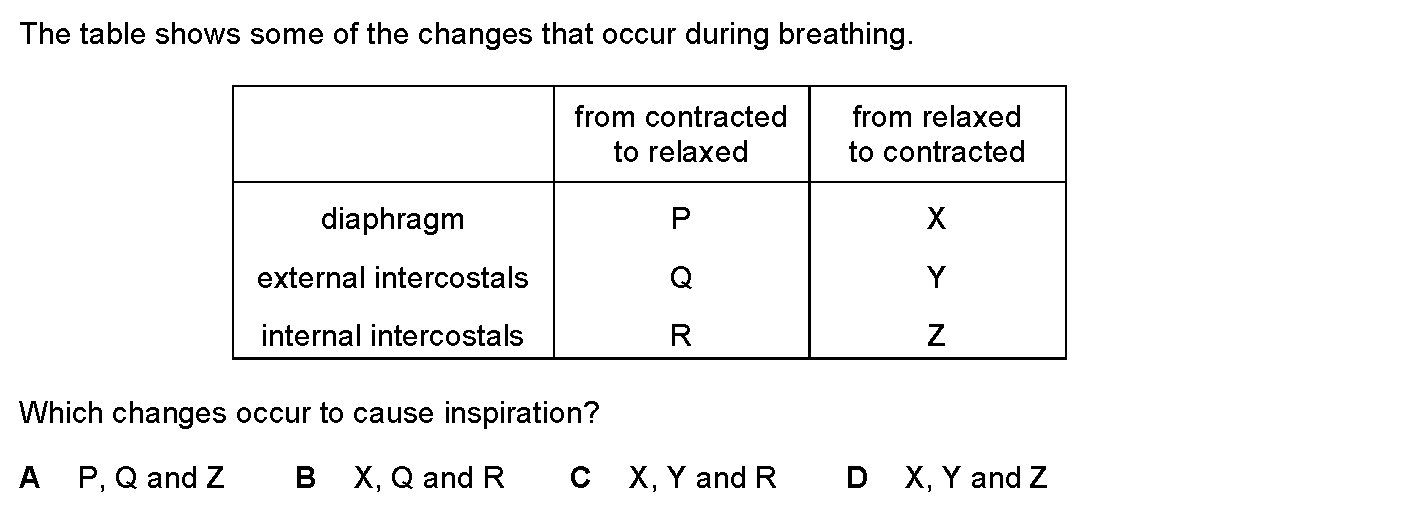 The table shows some of the changes that occur during breathing.
from contracted to relaxed
from relaxed to contracted
diaphragm P X
external intercostals Q Y
internal intercostals R Z
Which changes occur to cause inspiration?
A P, Q and Z B X, Q and R C X, Y and R D X, Y and Z